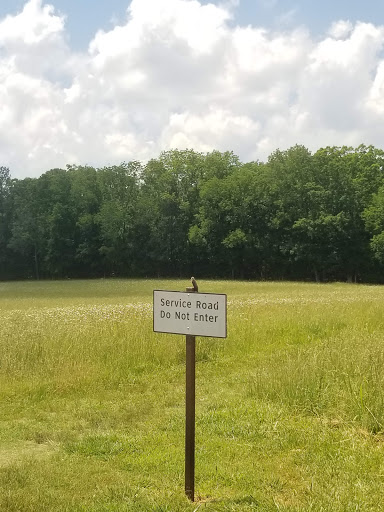 Service Road
Do Not Enter